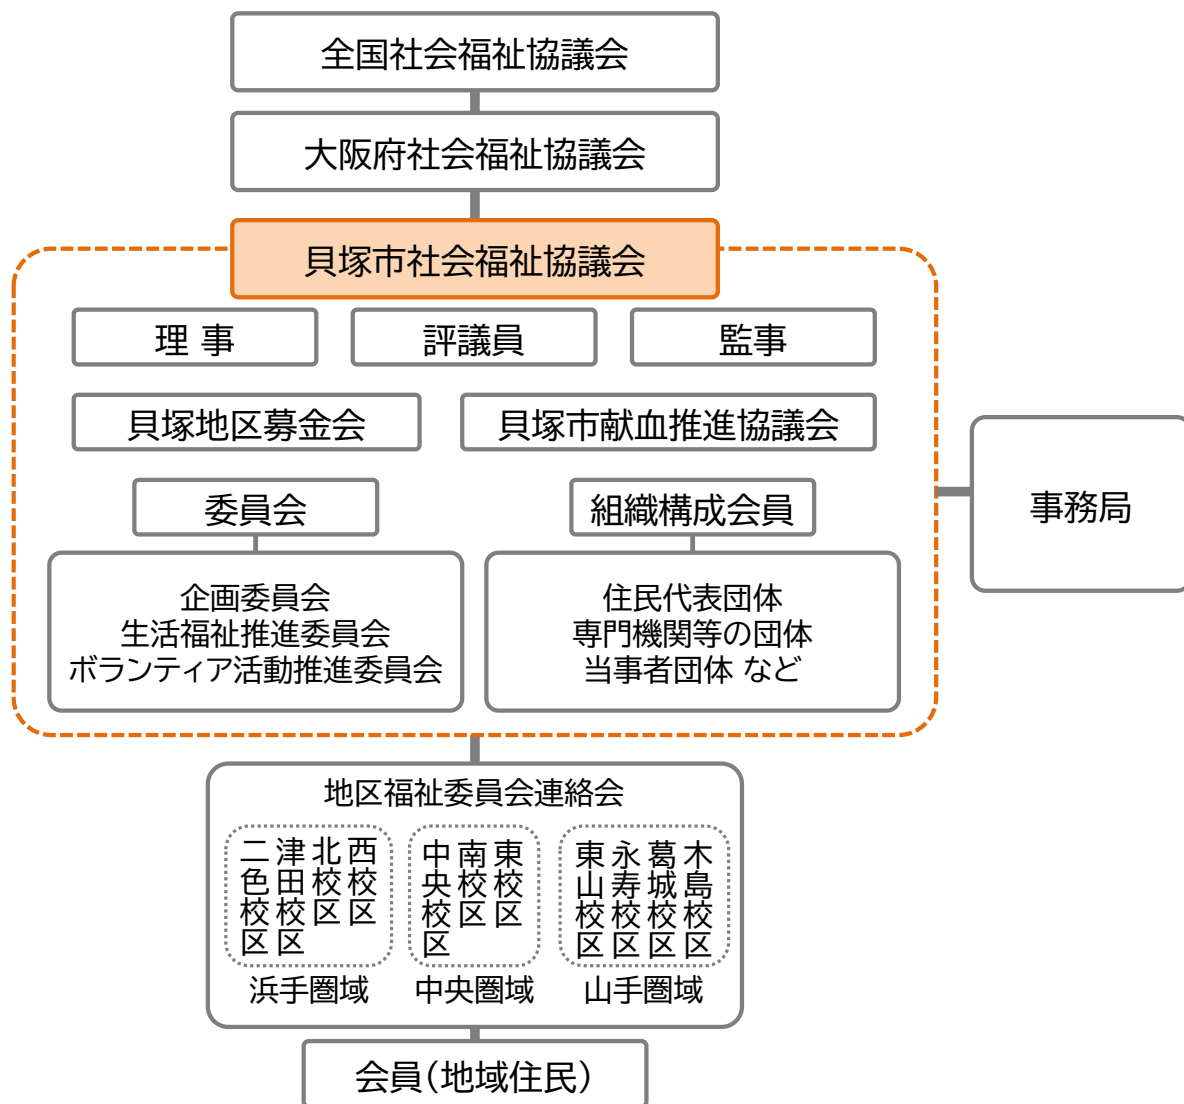 全国社会福祉協議会
大阪府社会福祉協議会
貝塚市社会福祉協議会
理 事
評議員
監事
貝塚地区募金会
貝塚市献血推進協議会
委員会
組織構成会員
事務局
企画委員会
生活福祉推進委員会
ボランティア活動推進委員会
住民代表団体
専門機関等の団体
当事者団体 など
地区福祉委員会連絡会
西校区
北校区
津田校区
二色校区
浜手圏域
東校区
南校区
中央校区
中央圏域
木島校区
葛城校区
永寿校区
東山校区
山手圏域
会員(地域住民)